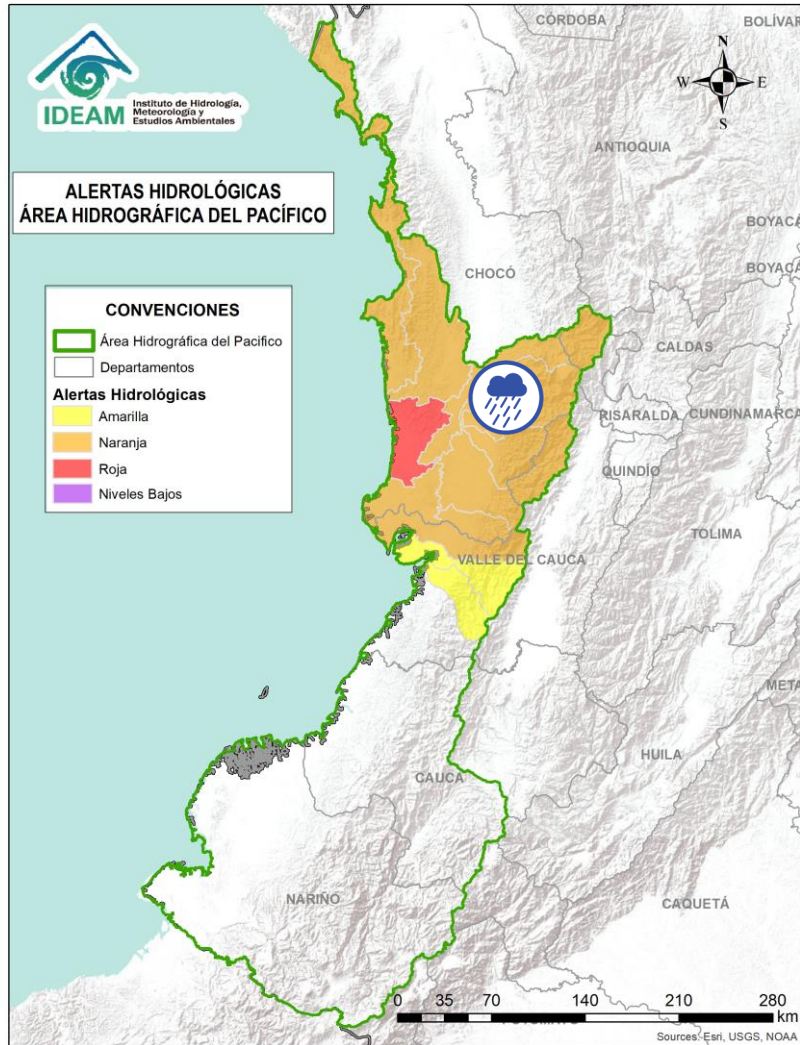 CÓRDOBA
BOLÍVAR
IDEAM
Instituto de Hidrología,
Meteorología y
Estudios Ambientales
N
W
E
S
ANTIOQUIA
ALERTAS HIDROLÓGICAS
ÁREA HIDROGRÁFICA DEL PACÍFICO
BOYACÁ
BOYACÁ
CHOCÓ
CONVENCIONES
Área Hidrográfica del Pacifico
Departamentos
Alertas Hidrológicas
Amarilla
Naranja
Roja
Niveles Bajos
CALDAS
RISARALDA
CUNDINAMARCA
QUINDÍO
TOLIMA
VALLE DEL CAUCA
META
HUILA
CAUCA
NARIÑO
CAQUETÁ
0 35 70 140 210 280
km
Sources: Esri, USGS, NOAA